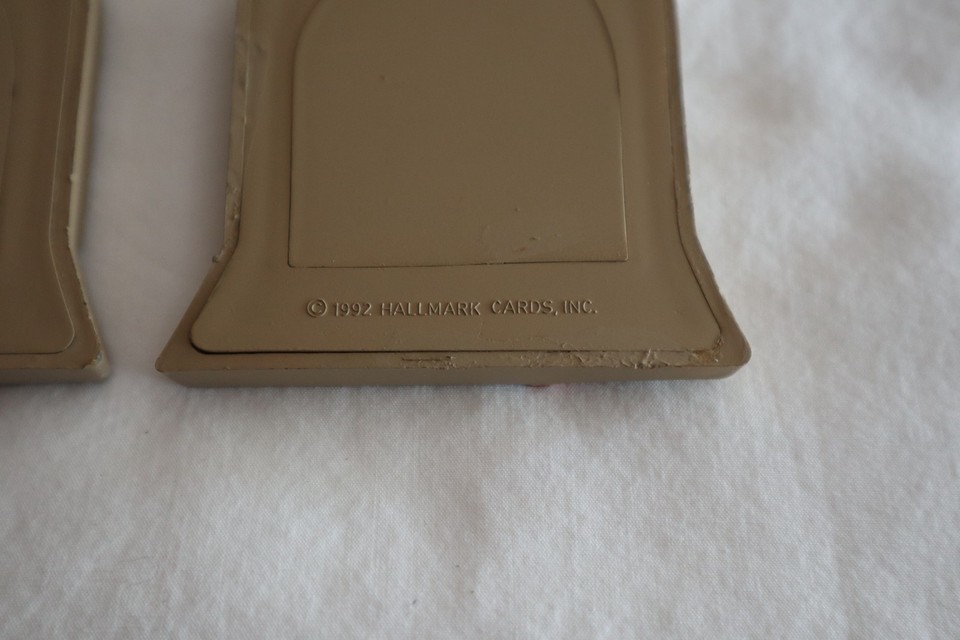 © 1992 HALLMARK CARDS, INC.